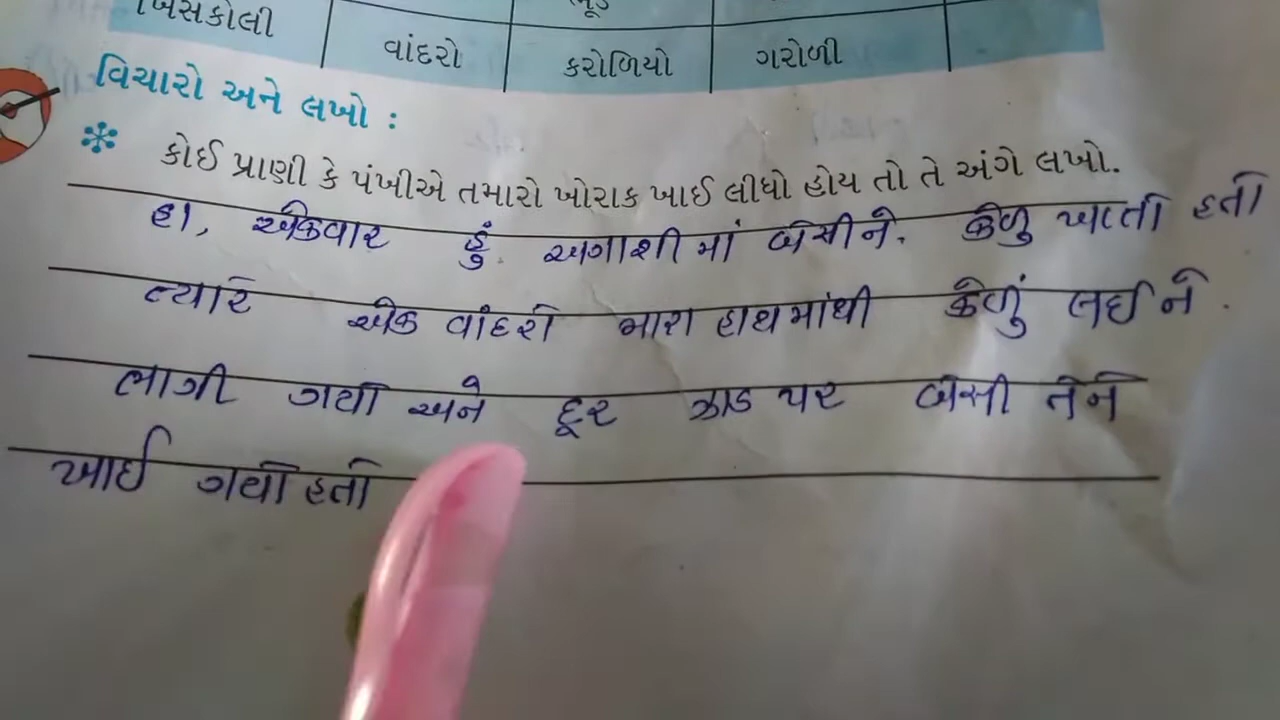 ખિસકોલી
વાંદરો કરોળિયો ગરોળી
વિચારો અને લખો :
કોઈ પ્રાણી કે પંખીએ તમારો ખોરાક ખાઈ લીધો હોય તો તે અંગે લખો.
હા, એકવાર હું. અગાશીમાં બેસીને. કેળુ ખાતો હતો
ત્યારે એક વાંદરો મારા હાથમાંથી કેળું લઈને .
ભાગી ગયો અને દૂર ઝાડ પર બેસી તેને
ખાઈ ગયો હતો